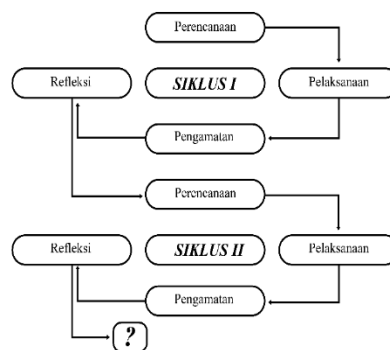 Perencanaan
Refleksi
SIKLUS I
Pelaksanaan
Pengamatan
Perencanaan
Refleksi
SIKLUS II
Pelaksanaan
Pengamatan
?